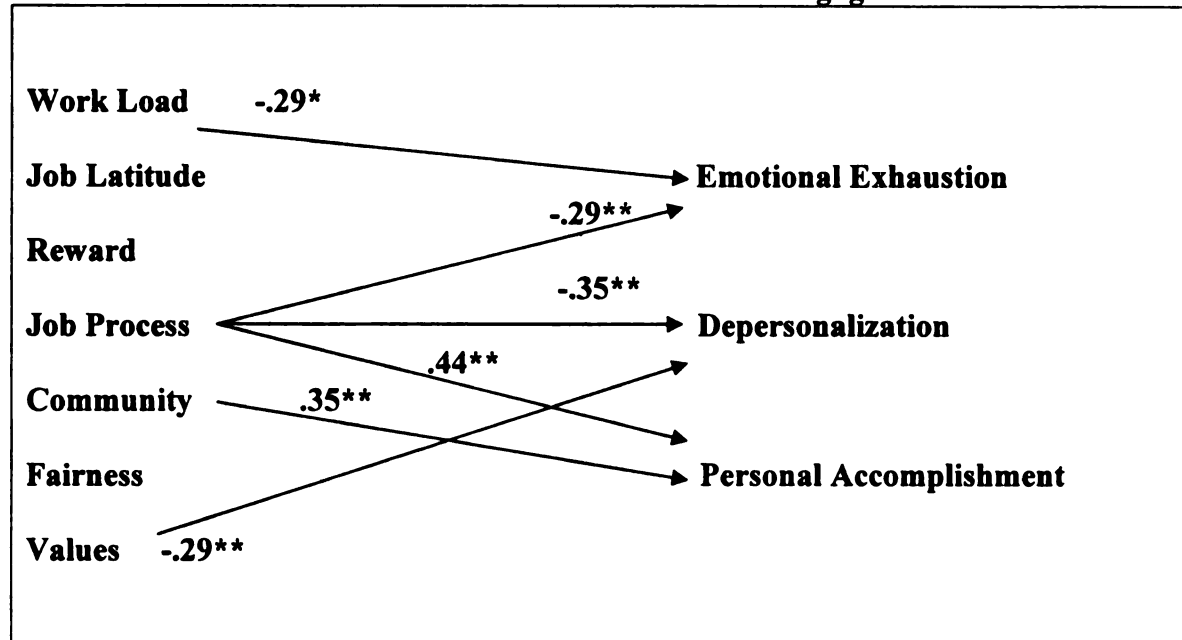 Work Load -.29*
Job Latitude
Emotional Exhaustion
-.29**
Reward
-.35**
Job Process
Depersonalization
.44**
Community .35**
Fairness
Personal Accomplishment
Values -.29**